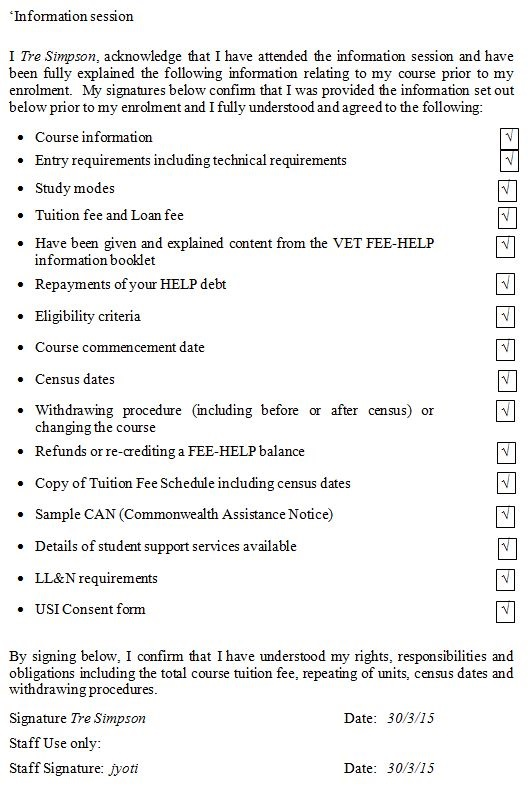 ‘Information session
I Tre Simpson, acknowledge that I have attended the information session and have
been fully explained the following information relating to my course prior to my
enrolment. My signatures below confirm that I was provided the information set out
below prior to my enrolment and I fully understood and agreed to the following:
• Course information √
• Entry requirements including technical requirements √
• Study modes √
• Tuition fee and Loan fee √
• Have been given and explained content from the VET FEE-HELP √
information booklet
• Repayments of your HELP debt √
• Eligibility criteria √
• Course commencement date √
• Census dates √
• Withdrawing procedure (including before or after census) or √
changing the course
• Refunds or re-crediting a FEE-HELP balance √
• Copy of Tuition Fee Schedule including census dates √
• Sample CAN (Commonwealth Assistance Notice) √
• Details of student support services available √
• LL&N requirements √
• USI Consent form √
By signing below, I confirm that I have understood my rights, responsibilities and
obligations including the total course tuition fee, repeating of units, census dates and
withdrawing procedures.
Signature Tre Simpson Date: 30/3/15
Staff Use only:
Staff Signature: jyoti Date: 30/3/15